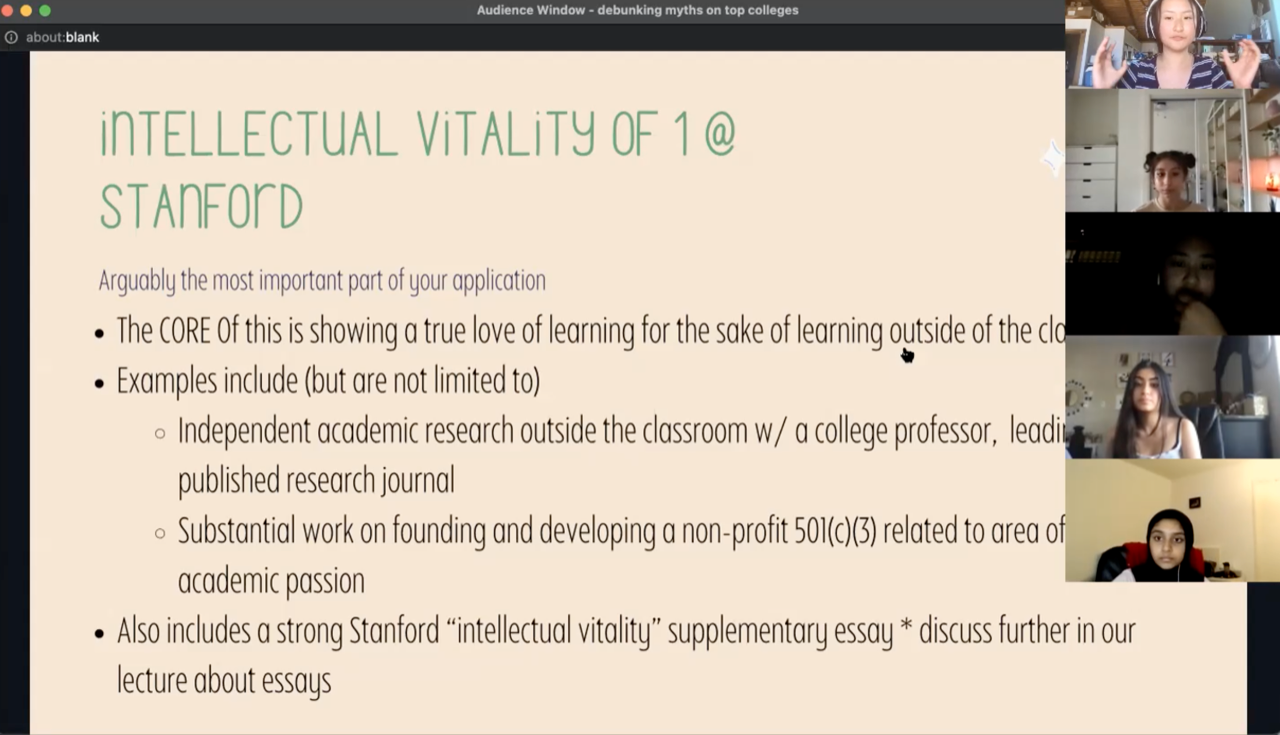 Audience Window - debunking myths on top colleges
about:blank
INTELLECTUAL VITALITY OF 1 @
STANFORD
Arguably the most important part of your application
• The CORE Of this is showing a true love of learning for the sake of learning outside of the clo
• Examples include (but are not limited to)
○ Independent academic research outside the classroom w/ a college professor, leadi
published research journal
○ Substantial work on founding and developing a non-profit 501(c)(3) related to area of
academic passion
• Also includes a strong Stanford “intellectual vitality” supplementary essay * discuss further in our
lecture about essays